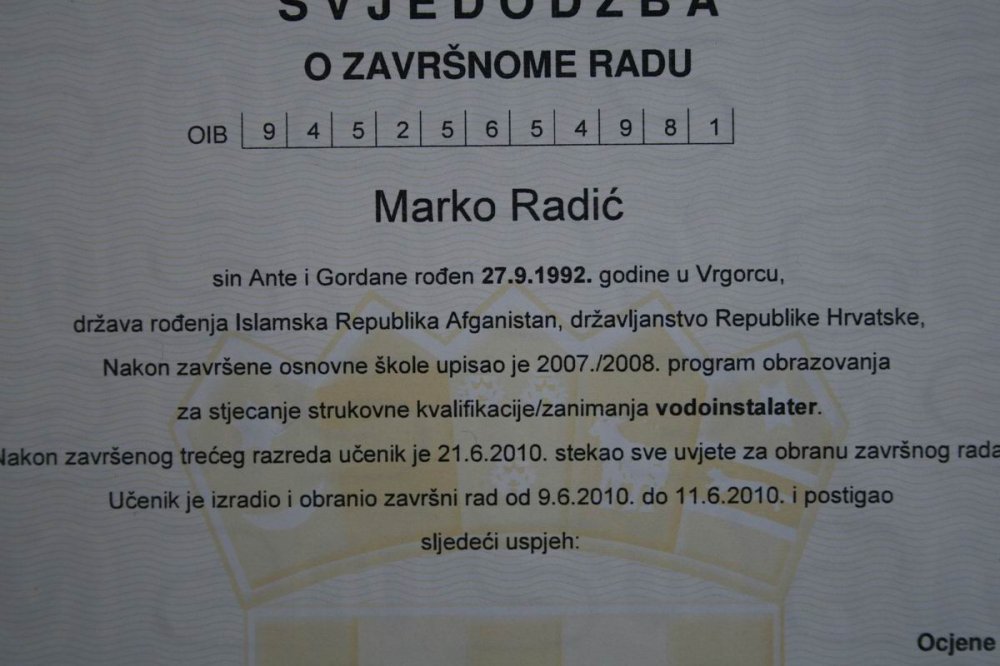 SVJEDODŽBA
O ZAVRŠNOME RADU
OIB 9 4 5 2 5 6 5 4 9 8 1
Marko Radić
sin Ante i Gordane rođen 27.9.1992. godine u Vrgorcu,
država rođenja Islamska Republika Afganistan, državljanstvo Republike Hrvatske,
Nakon završene osnovne škole upisao je 2007./2008. program obrazovanja
za stjecanje strukovne kvalifikacije/zanimanja vodoinstalater.
Nakon završenog trećeg razreda učenik je 21.6.2010. stekao sve uvjete za obranu završnog rada
Učenik je izradio i obranio završni rad od 9.6.2010. do 11.6.2010. i postigao
sljedeći uspjeh:
Ocjene